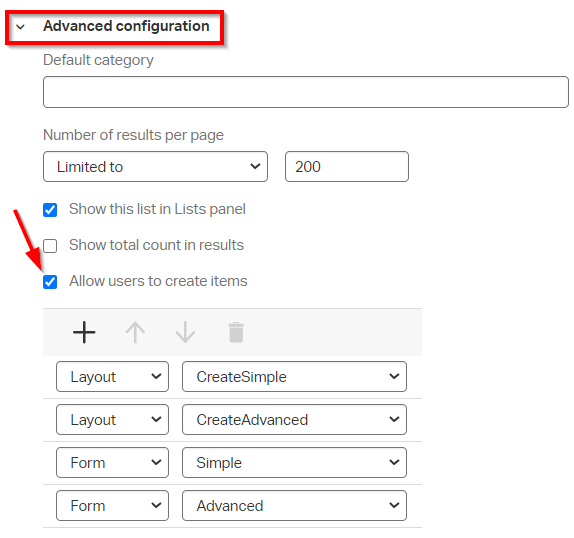 Advanced configuration
Default category
Number of results per page
Limited to 200
Show this list in Lists panel
Show total count in results
Allow users to create items
Layout CreateSimple
Layout CreateAdvanced
Form Simple
Form Advanced